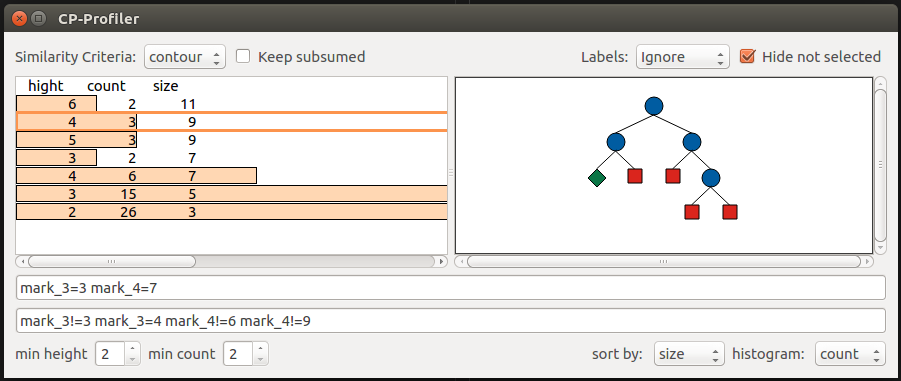 CP-Profiler
Similarity Criteria: contour Keep subsumed Labels: Ignore Hide not selected
hight count size
6 2 11
4 3 9
5 3 9
3 2 7
4 6 7
3 15 5
2 26 3
mark_3=3 mark_4=7
mark_3!=3 mark_3=4 mark_4!=6 mark_4!=9
min height 2 min count 2 sort by: size histogram: count